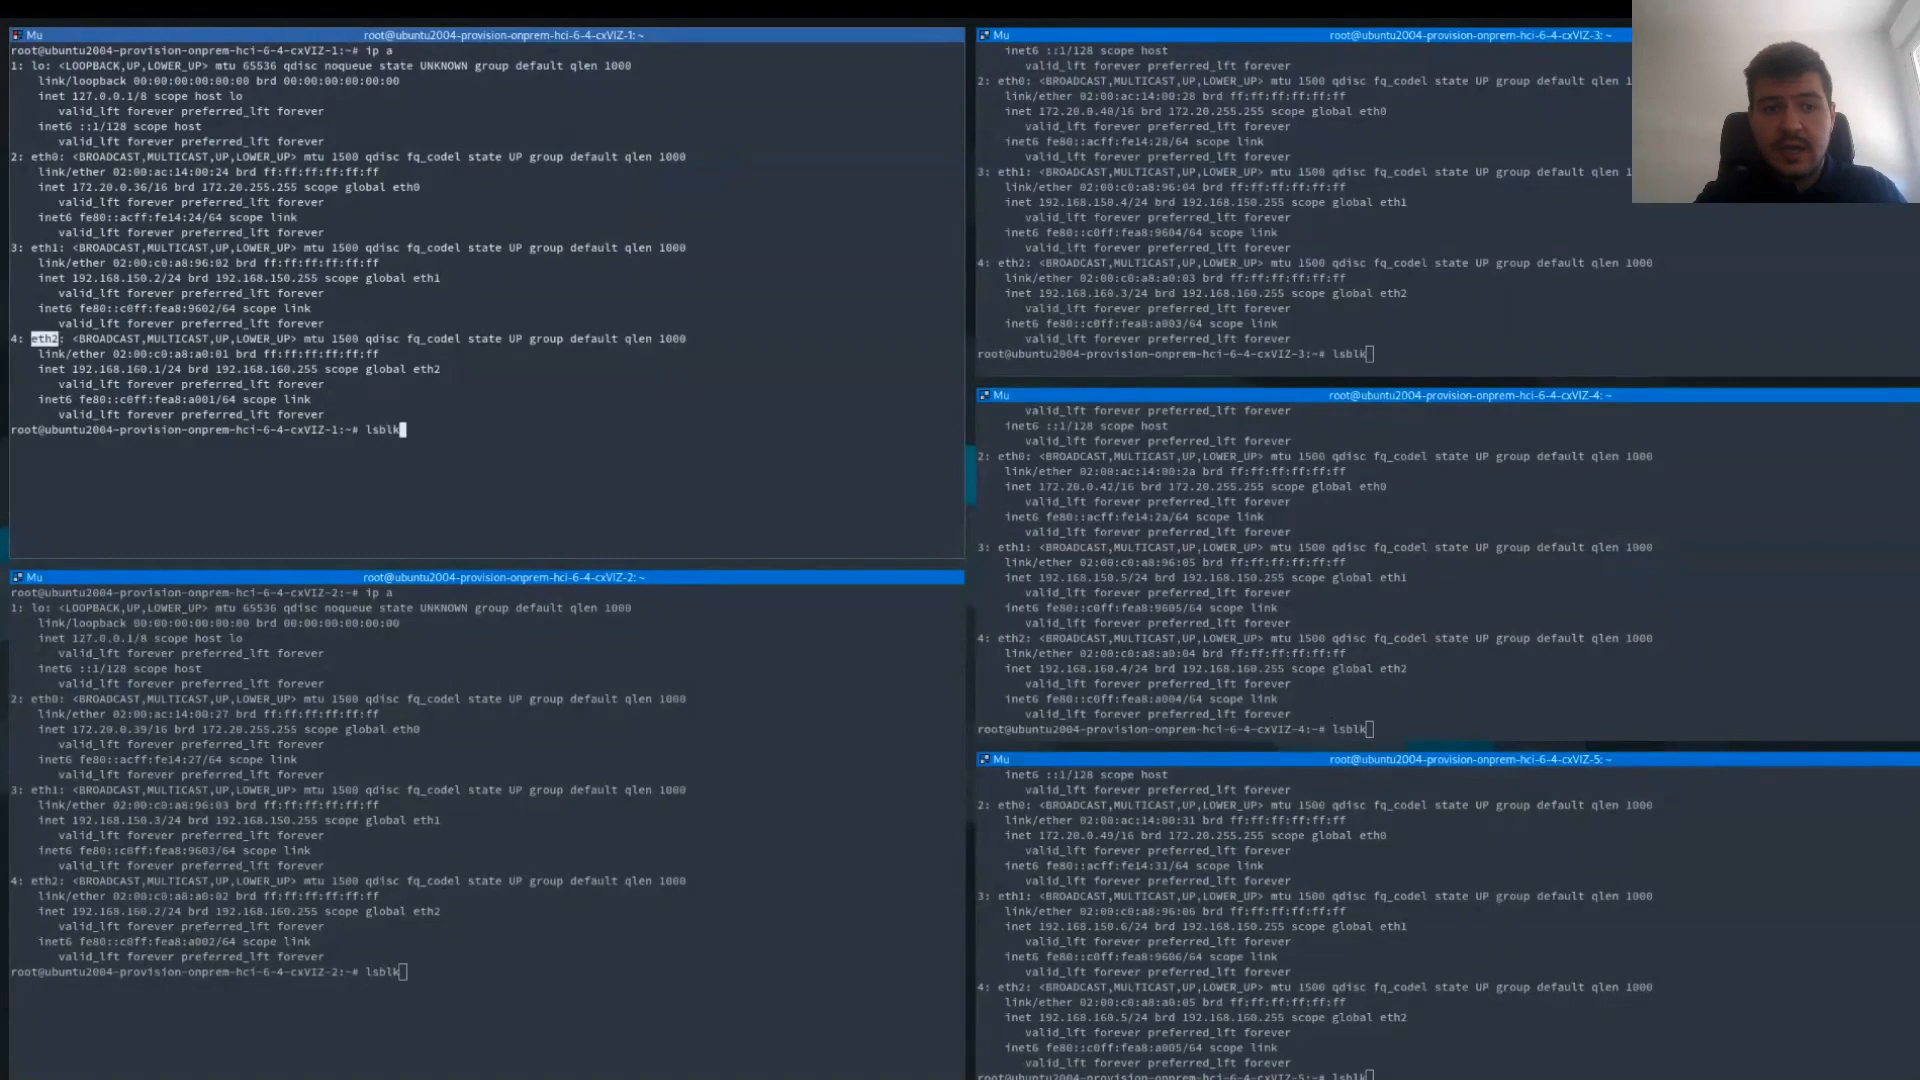 Mu root@ubuntu2004-provision-onprem-hci-6-4-cxVIZ-1: ~
root@ubuntu2004-provision-onprem-hci-6-4-cxVIZ-1:~# ip a
1: lo: <LOOPBACK,UP,LOWER_UP> mtu 65536 qdisc noqueue state UNKNOWN group default qlen 1000
link/loopback 00:00:00:00:00:00 brd 00:00:00:00:00:00
inet 127.0.0.1/8 scope host lo
valid_lft forever preferred_lft forever
inet6 ::1/128 scope host
valid_lft forever preferred_lft forever
2: eth0: <BROADCAST,MULTICAST,UP,LOWER_UP> mtu 1500 qdisc fq_codel state UP group default qlen 1000
link/ether 02:00:ac:14:00:24 brd ff:ff:ff:ff:ff:ff
inet 172.20.0.36/16 brd 172.20.255.255 scope global eth0
valid_lft forever preferred_lft forever
inet6 fe80::acff:fe14:24/64 scope link
valid_lft forever preferred_lft forever
3: eth1: <BROADCAST,MULTICAST,UP,LOWER_UP> mtu 1500 qdisc fq_codel state UP group default qlen 1000
link/ether 02:00:c0:a8:96:02 brd ff:ff:ff:ff:ff:ff
inet 192.168.150.2/24 brd 192.168.150.255 scope global eth1
valid_lft forever preferred_lft forever
inet6 fe80::c0ff:fea8:9602/64 scope link
valid_lft forever preferred_lft forever
4: eth2: <BROADCAST,MULTICAST,UP,LOWER_UP> mtu 1500 qdisc fq_codel state UP group default qlen 1000
link/ether 02:00:c0:a8:a0:01 brd ff:ff:ff:ff:ff:ff
inet 192.168.160.1/24 brd 192.168.160.255 scope global eth2
valid_lft forever preferred_lft forever
inet6 fe80::c0ff:fea8:a001/64 scope link
valid_lft forever preferred_lft forever
root@ubuntu2004-provision-onprem-hci-6-4-cxVIZ-1:~# lsblk
Mu root@ubuntu2004-provision-onprem-hci-6-4-cxVIZ-2: ~
root@ubuntu2004-provision-onprem-hci-6-4-cxVIZ-2:~# ip a
1: lo: <LOOPBACK,UP,LOWER_UP> mtu 65536 qdisc noqueue state UNKNOWN group default qlen 1000
link/loopback 00:00:00:00:00:00 brd 00:00:00:00:00:00
inet 127.0.0.1/8 scope host lo
valid_lft forever preferred_lft forever
inet6 ::1/128 scope host
valid_lft forever preferred_lft forever
2: eth0: <BROADCAST,MULTICAST,UP,LOWER_UP> mtu 1500 qdisc fq_codel state UP group default qlen 1000
link/ether 02:00:ac:14:00:27 brd ff:ff:ff:ff:ff:ff
inet 172.20.0.39/16 brd 172.20.255.255 scope global eth0
valid_lft forever preferred_lft forever
inet6 fe80::acff:fe14:27/64 scope link
valid_lft forever preferred_lft forever
3: eth1: <BROADCAST,MULTICAST,UP,LOWER_UP> mtu 1500 qdisc fq_codel state UP group default qlen 1000
link/ether 02:00:c0:a8:96:03 brd ff:ff:ff:ff:ff:ff
inet 192.168.150.3/24 brd 192.168.150.255 scope global eth1
valid_lft forever preferred_lft forever
inet6 fe80::c0ff:fea8:9603/64 scope link
valid_lft forever preferred_lft forever
4: eth2: <BROADCAST,MULTICAST,UP,LOWER_UP> mtu 1500 qdisc fq_codel state UP group default qlen 1000
link/ether 02:00:c0:a8:a0:02 brd ff:ff:ff:ff:ff:ff
inet 192.168.160.2/24 brd 192.168.160.255 scope global eth2
valid_lft forever preferred_lft forever
inet6 fe80::c0ff:fea8:a002/64 scope link
valid_lft forever preferred_lft forever
root@ubuntu2004-provision-onprem-hci-6-4-cxVIZ-2:~# lsblk
Mu root@ubuntu2004-provision-onprem-hci-6-4-cxVIZ-3: ~
inet6 ::1/128 scope host
valid_lft forever preferred_lft forever
2: eth0: <BROADCAST,MULTICAST,UP,LOWER_UP> mtu 1500 qdisc fq_codel state UP group default qlen 1
link/ether 02:00:ac:14:00:28 brd ff:ff:ff:ff:ff:ff
inet 172.20.0.40/16 brd 172.20.255.255 scope global eth0
valid_lft forever preferred_lft forever
inet6 fe80::acff:fe14:28/64 scope link
valid_lft forever preferred_lft forever
3: eth1: <BROADCAST,MULTICAST,UP,LOWER_UP> mtu 1500 qdisc fq_codel state UP group default qlen 1
link/ether 02:00:c0:a8:96:04 brd ff:ff:ff:ff:ff:ff
inet 192.168.150.4/24 brd 192.168.150.255 scope global eth1
valid_lft forever preferred_lft forever
inet6 fe80::c0ff:fea8:9604/64 scope link
valid_lft forever preferred_lft forever
4: eth2: <BROADCAST,MULTICAST,UP,LOWER_UP> mtu 1500 qdisc fq_codel state UP group default qlen 1000
link/ether 02:00:c0:a8:a0:03 brd ff:ff:ff:ff:ff:ff
inet 192.168.160.3/24 brd 192.168.160.255 scope global eth2
valid_lft forever preferred_lft forever
inet6 fe80::c0ff:fea8:a003/64 scope link
valid_lft forever preferred_lft forever
root@ubuntu2004-provision-onprem-hci-6-4-cxVIZ-3:~# lsblk
Mu root@ubuntu2004-provision-onprem-hci-6-4-cxVIZ-4: ~
valid_lft forever preferred_lft forever
inet6 ::1/128 scope host
valid_lft forever preferred_lft forever
2: eth0: <BROADCAST,MULTICAST,UP,LOWER_UP> mtu 1500 qdisc fq_codel state UP group default qlen 1000
link/ether 02:00:ac:14:00:2a brd ff:ff:ff:ff:ff:ff
inet 172.20.0.42/16 brd 172.20.255.255 scope global eth0
valid_lft forever preferred_lft forever
inet6 fe80::acff:fe14:2a/64 scope link
valid_lft forever preferred_lft forever
3: eth1: <BROADCAST,MULTICAST,UP,LOWER_UP> mtu 1500 qdisc fq_codel state UP group default qlen 1000
link/ether 02:00:c0:a8:96:05 brd ff:ff:ff:ff:ff:ff
inet 192.168.150.5/24 brd 192.168.150.255 scope global eth1
valid_lft forever preferred_lft forever
inet6 fe80::c0ff:fea8:9605/64 scope link
valid_lft forever preferred_lft forever
4: eth2: <BROADCAST,MULTICAST,UP,LOWER_UP> mtu 1500 qdisc fq_codel state UP group default qlen 1000
link/ether 02:00:c0:a8:a0:04 brd ff:ff:ff:ff:ff:ff
inet 192.168.160.4/24 brd 192.168.160.255 scope global eth2
valid_lft forever preferred_lft forever
inet6 fe80::c0ff:fea8:a004/64 scope link
valid_lft forever preferred_lft forever
root@ubuntu2004-provision-onprem-hci-6-4-cxVIZ-4:~# lsblk
Mu root@ubuntu2004-provision-onprem-hci-6-4-cxVIZ-5: ~
inet6 ::1/128 scope host
valid_lft forever preferred_lft forever
2: eth0: <BROADCAST,MULTICAST,UP,LOWER_UP> mtu 1500 qdisc fq_codel state UP group default qlen 1000
link/ether 02:00:ac:14:00:31 brd ff:ff:ff:ff:ff:ff
inet 172.20.0.49/16 brd 172.20.255.255 scope global eth0
valid_lft forever preferred_lft forever
inet6 fe80::acff:fe14:31/64 scope link
valid_lft forever preferred_lft forever
3: eth1: <BROADCAST,MULTICAST,UP,LOWER_UP> mtu 1500 qdisc fq_codel state UP group default qlen 1000
link/ether 02:00:c0:a8:96:06 brd ff:ff:ff:ff:ff:ff
inet 192.168.150.6/24 brd 192.168.150.255 scope global eth1
valid_lft forever preferred_lft forever
inet6 fe80::c0ff:fea8:9606/64 scope link
valid_lft forever preferred_lft forever
4: eth2: <BROADCAST,MULTICAST,UP,LOWER_UP> mtu 1500 qdisc fq_codel state UP group default qlen 1000
link/ether 02:00:c0:a8:a0:05 brd ff:ff:ff:ff:ff:ff
inet 192.168.160.5/24 brd 192.168.160.255 scope global eth2
valid_lft forever preferred_lft forever
inet6 fe80::c0ff:fea8:a005/64 scope link
valid_lft forever preferred_lft forever
root@ubuntu2004-provision-onprem-hci-6-4-cxVIZ-5:~# lsblk